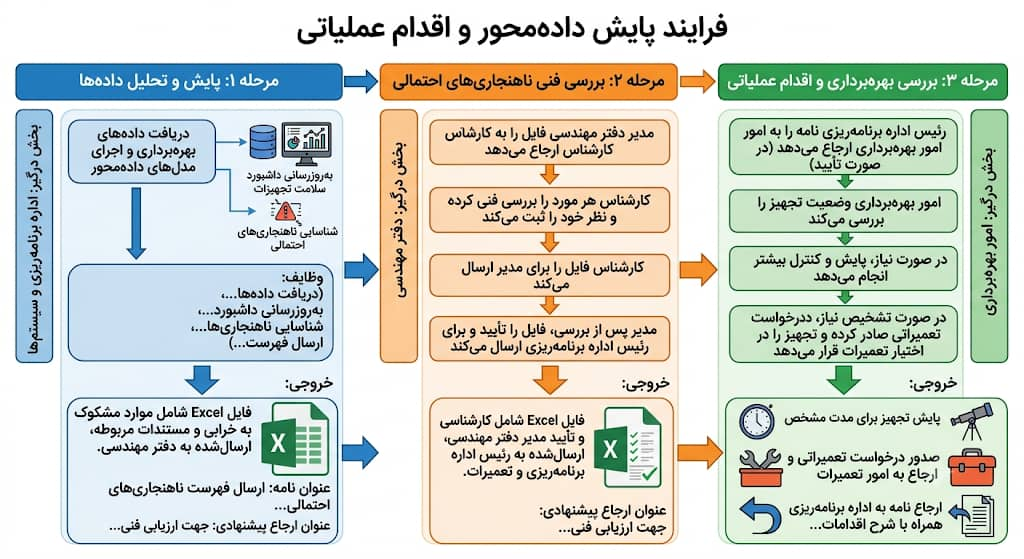 فرایند پایش داده‌محور و اقدام عملیاتی
مرحله ۱: پایش و تحلیل داده‌ها
بخش درگیر: اداره برنامه‌ریزی و سیستم‌ها
دریافت داده‌های
بهره‌برداری و اجرای
مدل‌های داده‌محور
به‌روزرسانی داشبورد
سلامت تجهیزات
شناسایی ناهنجاری‌های
احتمالی
وظایف:
(دریافت داده‌ها...،
به‌روزرسانی داشبورد...،
شناسایی ناهنجاری‌ها...،
ارسال فهرست...)
خروجی:
فایل Excel شامل موارد مشکوک
به خرابی و مستندات مربوطه،
ارسال‌شده به دفتر مهندسی.
X
عنوان نامه: ارسال فهرست ناهنجاری‌های
احتمالی...
عنوان ارجاع پیشنهادی: جهت ارزیابی فنی...
مرحله ۲: بررسی فنی ناهنجاری‌های احتمالی
بخش درگیر: دفتر مهندسی
مدیر دفتر مهندسی فایل را به کارشناس
کارشناس ارجاع می‌دهد
کارشناس هر مورد را بررسی فنی کرده
و نظر خود را ثبت می‌کند
کارشناس فایل را برای مدیر ارسال
می‌کند
مدیر پس از بررسی، فایل را تأیید و برای
رئیس اداره برنامه‌ریزی ارسال می‌کند
خروجی:
فایل Excel شامل کارشناسی
و تأیید مدیر دفتر مهندسی،
ارسال‌شده به رئیس اداره
برنامه‌ریزی و تعمیرات.
X
عنوان ارجاع پیشنهادی:
جهت ارزیابی فنی...
مرحله ۳: بررسی بهره‌برداری و اقدام عملیاتی
بخش درگیر: امور بهره‌برداری
رئیس اداره برنامه‌ریزی نامه را به امور
امور بهره‌برداری ارجاع می‌دهد (در
صورت تأیید)
امور بهره‌برداری وضعیت تجهیز را
بررسی می‌کند
در صورت نیاز، پایش و کنترل بیشتر
انجام می‌دهد
در صورت تشخیص نیاز، ددرخواست
تعمیراتی صادر کرده و تجهیز را در
اختیار تعمیرات قرار می‌دهد
خروجی:
پایش تجهیز برای مدت مشخص
صدور درخواست تعمیراتی و
ارجاع به امور تعمیرات
ارجاع نامه به اداره برنامه‌ریزی
همراه با شرح اقدامات...